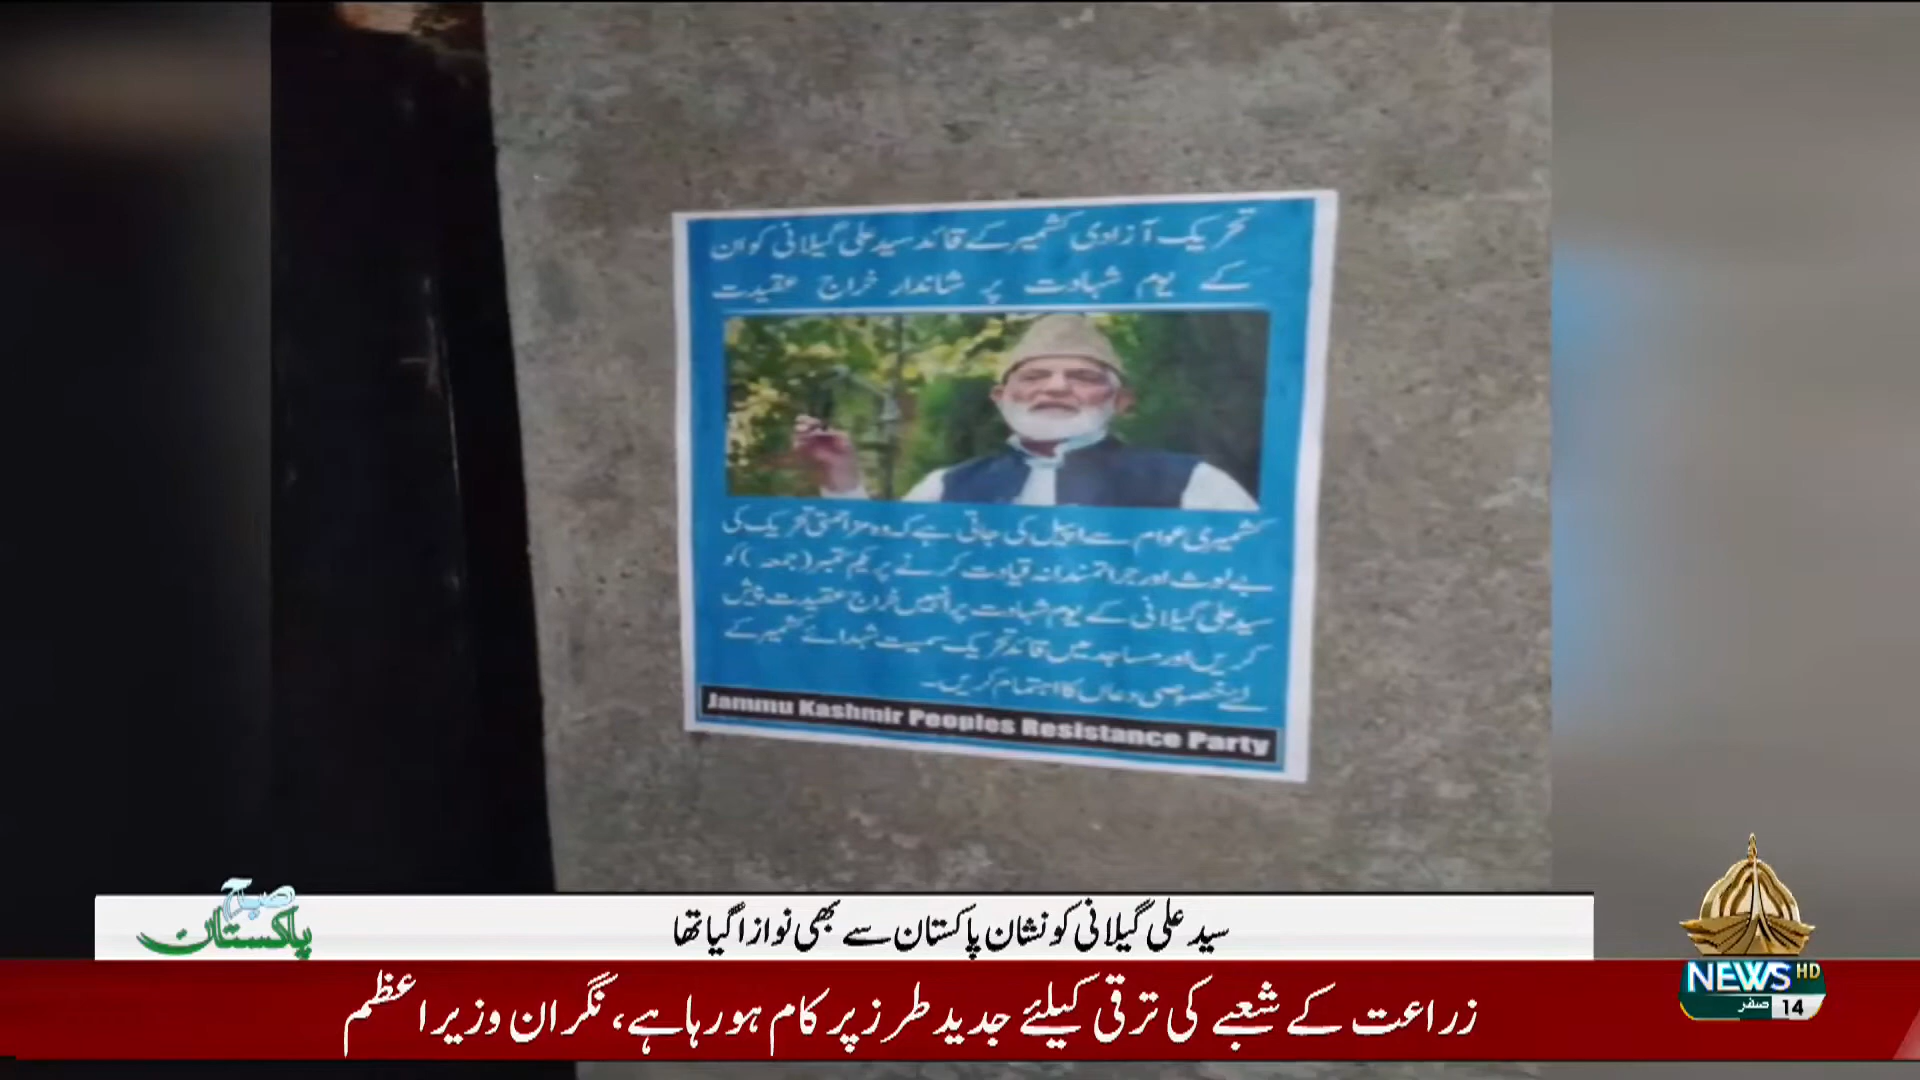 تحریک آزادی کشمیر کے قائد سید علی گیلانی کو ان
کے یوم شہادت پر شاندار خراج عقیدت
کشمیری عوام سے اپیل کی جاتی ہے کہ وہ مزاحمتی تحریک کی
بے لوث اور جراتمندانہ قیادت کرنے پر یکم ستمبر (جمعہ) کو
سید علی گیلانی کے یوم شہادت پر انہیں خراج عقیدت پیش
کریں اور مساجد میں قائد تحریک سمیت شہدائے کشمیر کے
لئے خصوصی دعاں کا اہتمام کریں۔
Jammu Kashmir Peoples Resistance Party
صباح
پاکستان
سید علی گیلانی کو نشان پاکستان سے بھی نوازا گیا تھا
NEWS HD
14 صفر
زراعت کے شعبے کی ترقی کیلئے جدید طرز پر کام ہو رہا ہے، نگران وزیراعظم